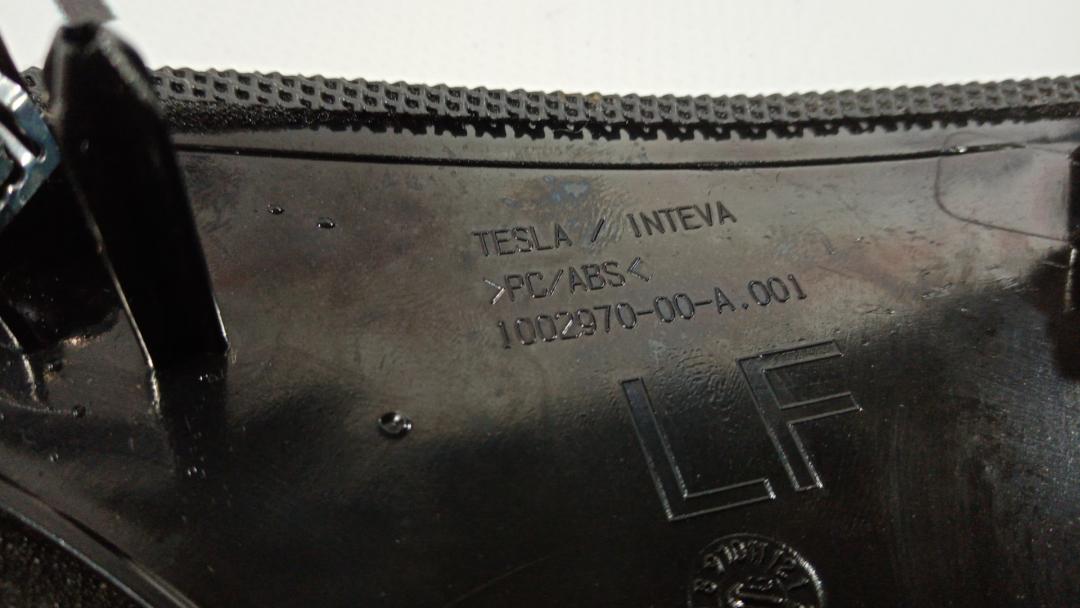 TESLA / INTEVA
>PC/ABS<
1002970-00-A.001
LF